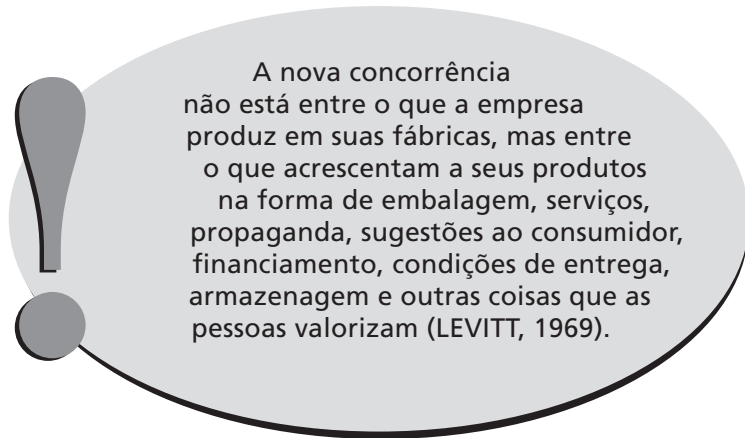 A nova concorrência
não está entre o que a empresa
produz em suas fábricas, mas entre
o que acrescentam a seus produtos
na forma de embalagem, serviços,
propaganda, sugestões ao consumidor,
financiamento, condições de entrega,
armazenagem e outras coisas que as
pessoas valorizam (LEVITT, 1969).